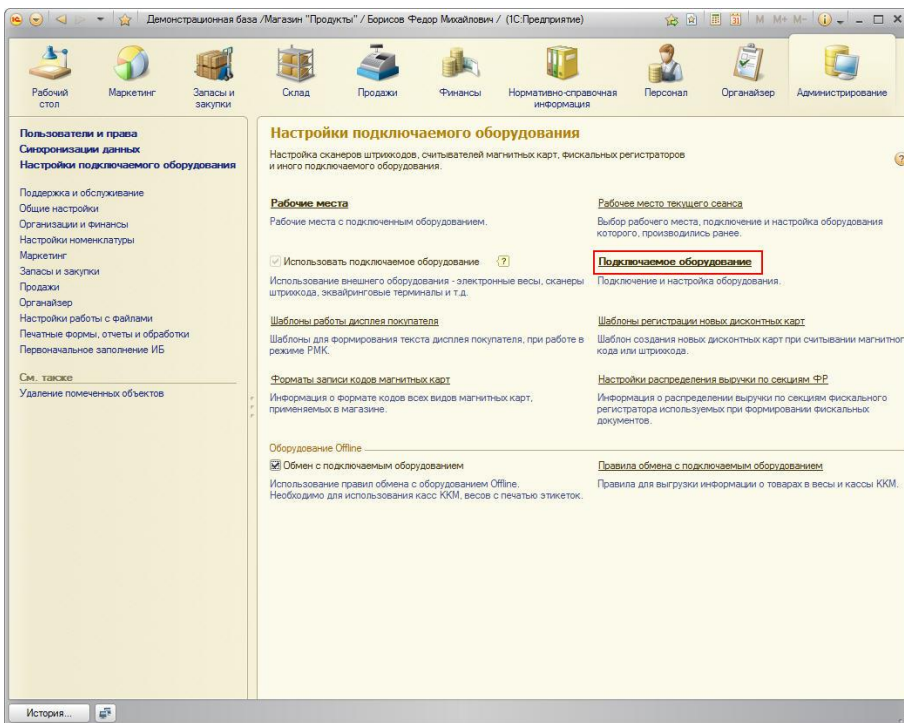 Демонстрационная база /Магазин "Продукты" / Борисов Федор Михайлович / (1С:Предприятие)
M M+ M-
Рабочий стол
Маркетинг
Запасы и закупки
Склад
Продажи
Финансы
Нормативно-справочная информация
Персонал
Органайзер
Администрирование
Пользователи и права
Синхронизации данных
Настройки подключаемого оборудования
Поддержка и обслуживание
Общие настройки
Организации и финансы
Настройки номенклатуры
Маркетинг
Запасы и закупки
Продажи
Органайзер
Настройки работы с файлами
Печатные формы, отчеты и обработки
Первоначальное заполнение ИБ
См. также
Удаление помеченных объектов
Настройки подключаемого оборудования
Настройка сканеров штрихкодов, считывателей магнитных карт, фискальных регистраторов
и иного подключаемого оборудования.
?
Рабочие места
Рабочие места с подключенным оборудованием.
Рабочее место текущего сеанса
Выбор рабочего места, подключение и настройка оборудования
которого, производились ранее.
Использовать подключаемое оборудование ?
Использование внешнего оборудования - электронные весы, сканеры
штрихкода, эквайринговые терминалы и т.д.
Подключаемое оборудование
Подключение и настройка оборудования.
Шаблоны работы дисплея покупателя
Шаблоны для формирования текста дисплея покупателя, при работе в
режиме РМК.
Шаблоны регистрации новых дисконтных карт
Шаблон создания новых дисконтных карт при считывании магнитног
кода или штрихкода.
Форматы записи кодов магнитных карт
Информация о формате кодов всех видов магнитных карт,
применяемых в магазине.
Настройки распределения выручки по секциям ФР
Информация о распределении выручки по секциям фискального
регистратора используемых при формировании фискальных
документов.
Оборудование Offline
Обмен с подключаемым оборудованием
Использование правил обмена с оборудованием Offline.
Необходимо для использования касс ККМ, весов с печатью этикеток.
Правила обмена с подключаемым оборудованием
Правила для выгрузки информации о товарах в весы и кассы ККМ.
История...